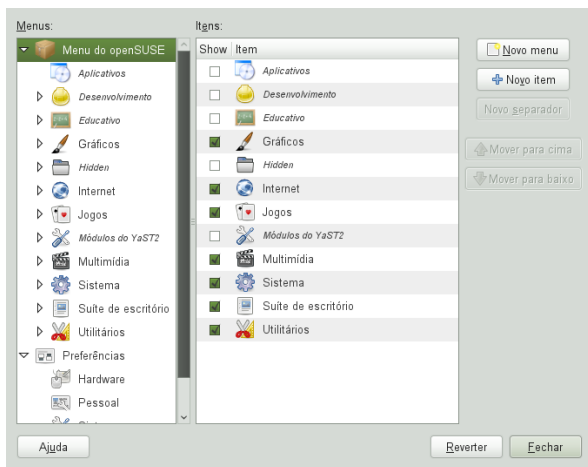 Menus:
Menu do openSUSE
Aplicativos
Desenvolvimento
Educativo
Gráficos
Hidden
Internet
Jogos
Módulos do YaST2
Multimídia
Sistema
Suíte de escritório
Utilitários
Preferências
Hardware
Pessoal
Itens:
Show Item
Aplicativos
Desenvolvimento
Educativo
Gráficos
Hidden
Internet
Jogos
Módulos do YaST2
Multimídia
Sistema
Suíte de escritório
Utilitários
Novo menu
Novo item
Novo separador
Mover para cima
Mover para baixo
Ajuda
Reverter
Fechar